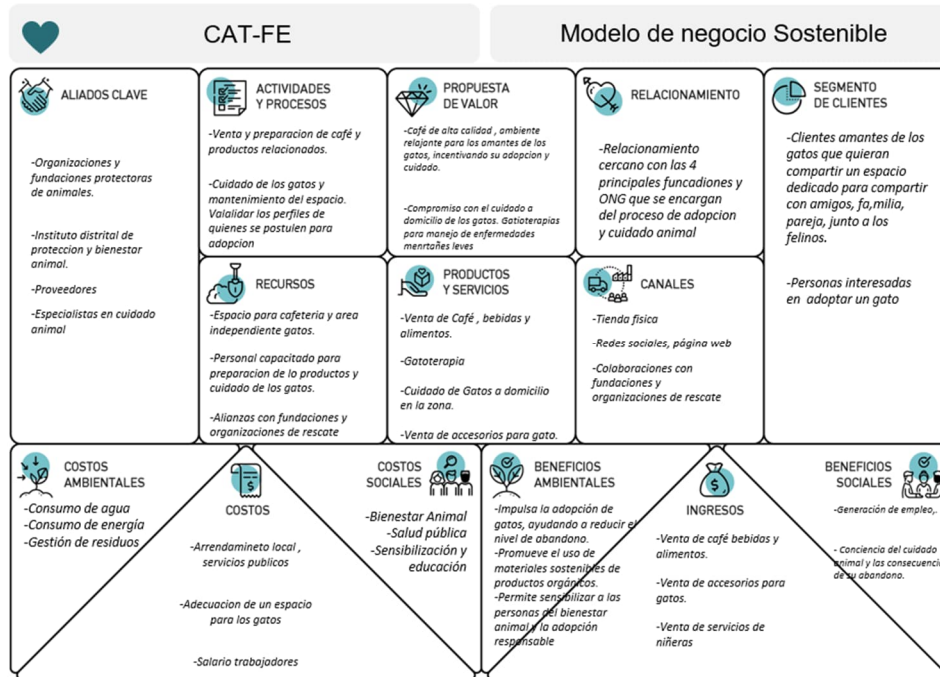 CAT-FE
Modelo de negocio Sostenible
ALIADOS CLAVE
-Organizaciones y
fundaciones protectoras
de animales.
-Instituto distrital de
proteccion y bienestar
animal.
-Proveedores
-Especialistas en cuidado
animal
ACTIVIDADES
Y PROCESOS
-Venta y preparacion de café y
productos relacionados.
-Cuidado de los gatos y
mantenimiento del espacio.
Valalidar los perfiles de
quienes se postulen para
adopcion
RECURSOS
-Espacio para cafeteria y area
independiente gatos.
-Personal capacitado para
preparacion de lo productos y
cuidado de los gatos.
-Alianzas con fundaciones y
organizaciones de rescate
PROPUESTA
DE VALOR
-Café de alta calidad , ambiente
relajante para los amantes de los
gatos, incentivando su adopcion y
cuidado.
-Compromiso con el cuidado a
domicilio de los gatos. Gatioterapias
para manejo de enfermedades
menrtañes leves
PRODUCTOS
Y SERVICIOS
-Venta de Café , bebidas y
alimentos.
-Gatoterapia
-Cuidado de Gatos a domicilio
en la zona.
-Venta de accesorios para gato.
RELACIONAMIENTO
-Relacionamiento
cercano con las 4
principales funcadiones y
ONG que se encargan
del proceso de adopcion
y cuidado animal
CANALES
-Tienda fisica
-Redes sociales, página web
-Colaboraciones con
fundaciones y
organizaciones de rescate
SEGMENTO
DE CLIENTES
-Clientes amantes de los
gatos que quieran
compartir un espacio
dedicado para compartir
con amigos, fa,milia,
pareja, junto a los
felinos.
-Personas interesadas
en adoptar un gato
COSTOS
AMBIENTALES
-Consumo de agua
-Consumo de energía
-Gestión de residuos
COSTOS
-Arrendamineto local ,
servicios publicos
-Adecuacion de un espacio
para los gatos
-Salario trabajadores
COSTOS
SOCIALES
-Bienestar Animal
-Salud pública
-Sensibilización y
educación
BENEFICIOS
AMBIENTALES
-Impulsa la adopción de
gatos, ayudando a reducir el
nivel de abandono.
-Promueve el uso de
materiales sostenibles de
productos orgánicos.
-Permite sensibilizar a las
personas del bienestar
animal y la adopción
responsable
INGRESOS
-Venta de café bebidas y
alimentos.
-Venta de accesorios para
gatos.
-Venta de servicios de
niñeras
BENEFICIOS
SOCIALES
-Generación de empleo,.
- Conciencia del cuidado
animal y las
de su abandono.